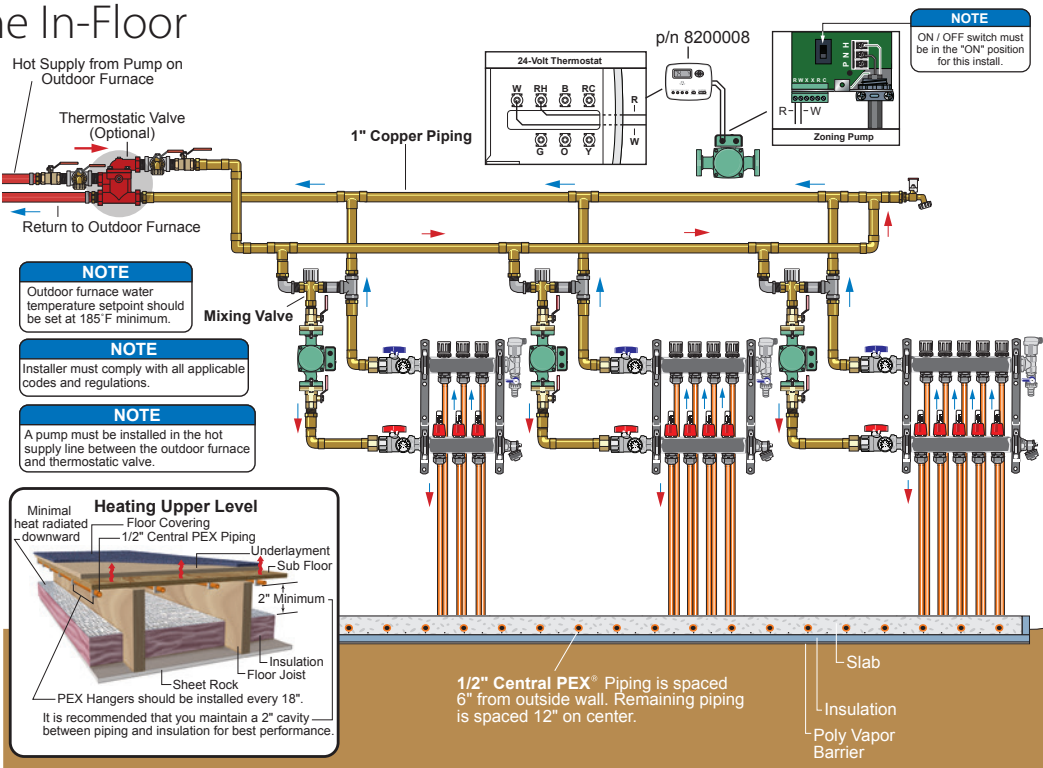 ne In-Floor
Hot Supply from Pump on
Outdoor Furnace
Thermostatic Valve
(Optional)
1" Copper Piping
Return to Outdoor Furnace
24-Volt Thermostat
W RH B RC
G O Y
R
W
p/n 8200008
P N H
R W X X R C
R W
Zoning Pump
NOTE
ON / OFF switch must
be in the "ON" position
for this install.
NOTE
Outdoor furnace water
temperature setpoint should
be set at 185˚F minimum.
Mixing Valve
NOTE
Installer must comply with all applicable
codes and regulations.
NOTE
A pump must be installed in the hot
supply line between the outdoor furnace
and thermostatic valve.
Heating Upper Level
Minimal
heat radiated
downward
Floor Covering
1/2" Central PEX Piping
Underlayment
Sub Floor
2" Minimum
Insulation
Floor Joist
Sheet Rock
PEX Hangers should be installed every 18".
It is recommended that you maintain a 2" cavity
between piping and insulation for best performance.
1/2" Central PEX® Piping is spaced
6" from outside wall. Remaining piping
is spaced 12" on center.
Slab
Insulation
Poly Vapor
Barrier